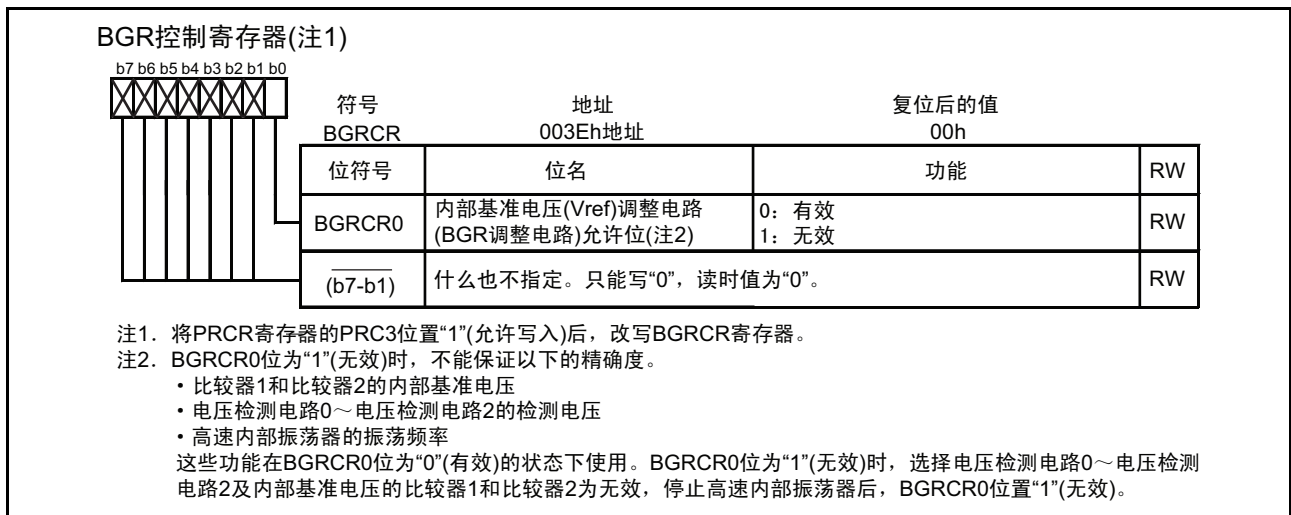 BGR控制寄存器(注1)
b7 b6 b5 b4 b3 b2 b1 b0
符号 地址 复位后的值
BGRCR 003Eh地址 00h
位符号 位名 功能 RW
BGRCR0 内部基准电压(Vref)调整电路 0：有效 RW
(BGR调整电路)允许位(注2) 1：无效
(b7-b1) 什么也不指定。只能写“0”，读时值为“0”。 RW
注1. 将PRCR寄存器的PRC3位置“1”(允许写入)后，改写BGRCR寄存器。
注2. BGRCR0位为“1”(无效)时，不能保证以下的精确度。
• 比较器1和比较器2的内部基准电压
• 电压检测电路0～电压检测电路2的检测电压
• 高速内部振荡器的振荡频率
这些功能在BGRCR0位为“0”(有效)的状态下使用。BGRCR0位为“1”(无效)时，选择电压检测电路0～电压检测
电路2及内部基准电压的比较器1和比较器2为无效，停止高速内部振荡器后，BGRCR0位置“1”(无效)。